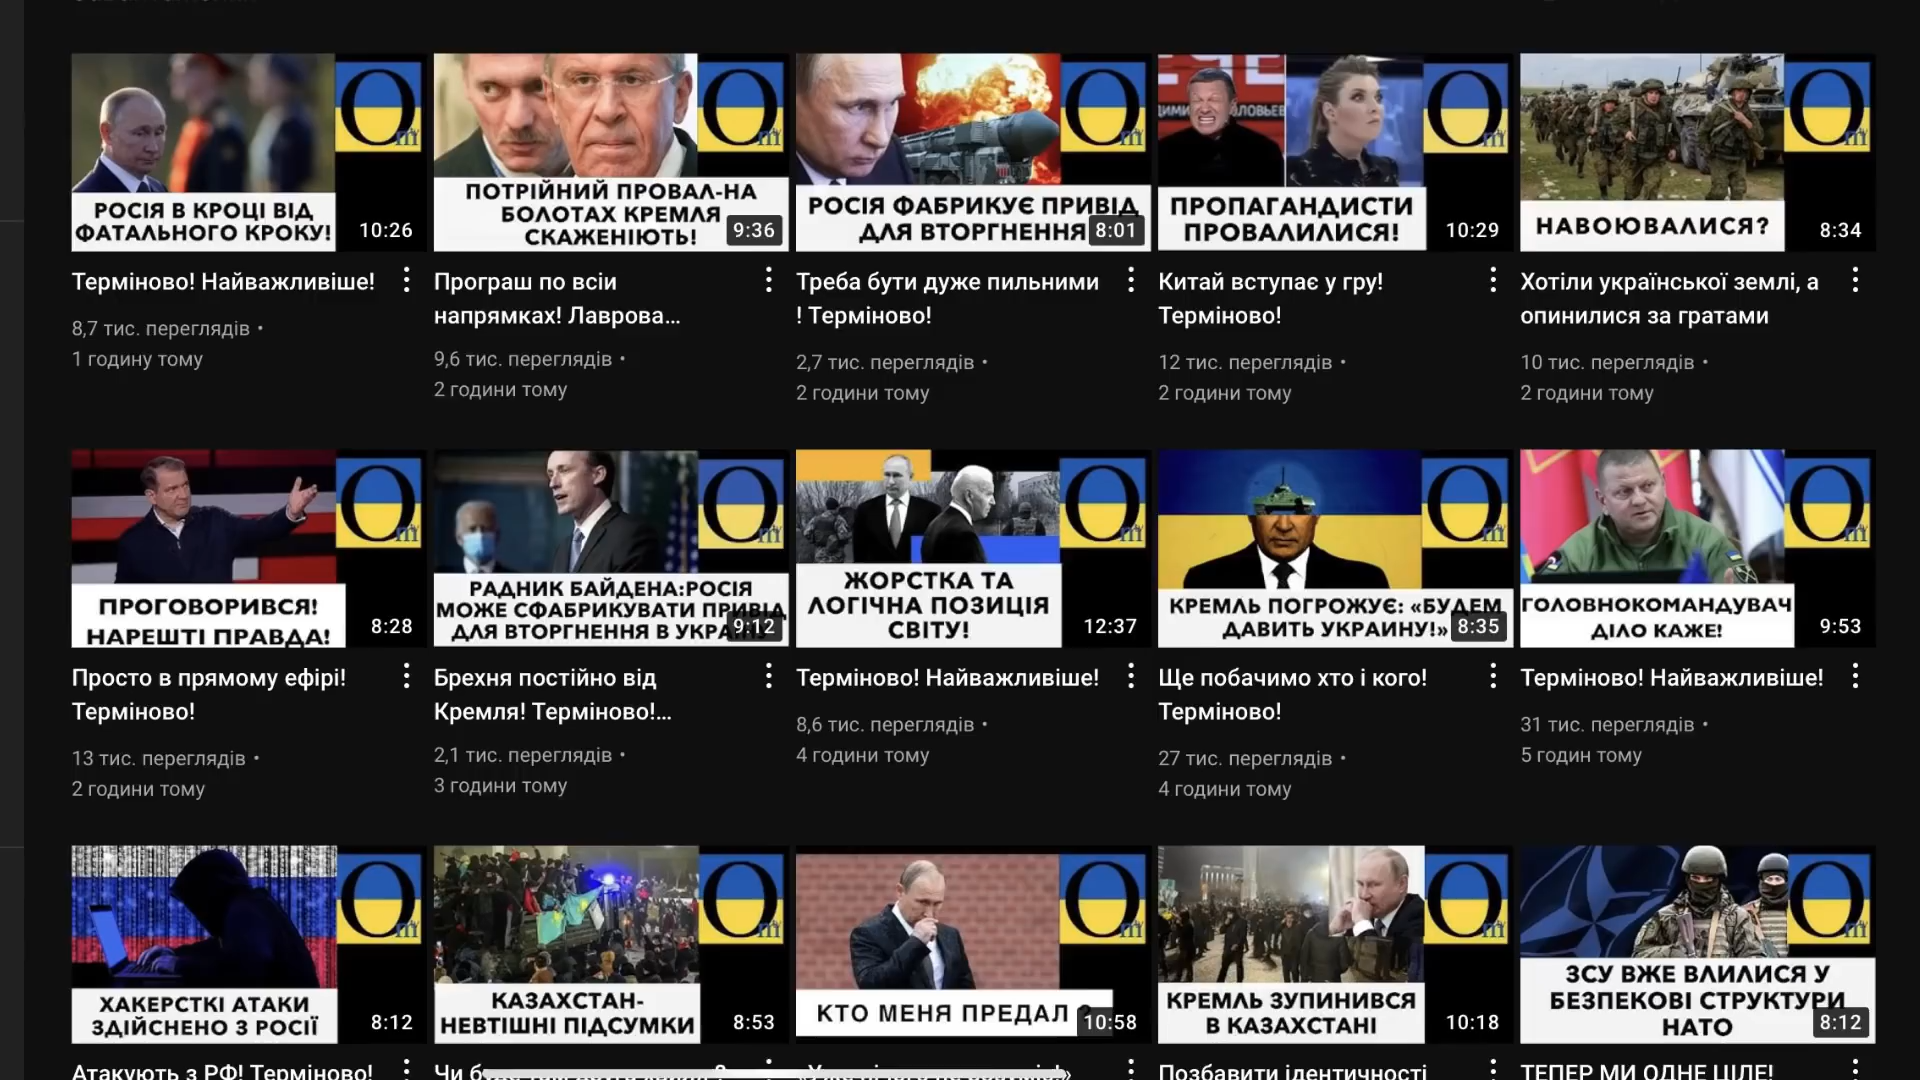 РОСІЯ В КРОЦІ ВІД
ФАТАЛЬНОГО КРОКУ!
10:26
Терміново! Найважливіше!
8,7 тис. переглядів •
1 годину тому
ПОТРІЙНИЙ ПРОВАЛ-НА
БОЛОТАХ КРЕМЛЯ
СКАЖЕНІЮТЬ!
9:36
Програш по всіи
напрямках! Лаврова...
9,6 тис. переглядів •
2 години тому
РОСІЯ ФАБРИКУЄ ПРИВІД
ДЛЯ ВТОРГНЕННЯ
8:01
Треба бути дуже пильними
! Терміново!
2,7 тис. переглядів •
2 години тому
ПРОПАГАНДИСТИ
ПРОВАЛИЛИСЯ!
10:29
Китай вступає у гру!
Терміново!
12 тис. переглядів •
2 години тому
НАВОЮВАЛИСЯ?
8:34
Хотіли української землі, а
опинилися за гратами
10 тис. переглядів •
2 години тому
ПРОГОВОРИВСЯ!
НАРЕШТІ ПРАВДА!
8:28
Просто в прямому ефірі!
Терміново!
13 тис. переглядів •
2 години тому
РАДНИК БАЙДЕНА:РОСІЯ
МОЖЕ СФАБРИКУВАТИ ПРИВІД
ДЛЯ ВТОРГНЕННЯ В
9:12
Брехня постійно від
Кремля! Терміново!...
2,1 тис. переглядів •
3 години тому
ЖОРСТКА ТА
ЛОГІЧНА ПОЗИЦІЯ
СВІТУ!
12:37
Терміново! Найважливіше!
8,6 тис. переглядів •
4 години тому
КРЕМЛЬ ПОГРОЖУЄ: «БУДЕМ
ДАВИТЬ УКРАИНУ!»
8:35
Ще побачимо хто і кого!
Терміново!
27 тис. переглядів •
4 години тому
ГОЛОВНОКОМАНДУВАЧ
ДІЛО КАЖЕ!
9:53
Терміново! Найважливіше!
31 тис. переглядів •
5 годин тому
ХАКЕРСТКІ АТАКИ
ЗДІЙСНЕНО З РОСІЇ
8:12
Атакують з РФ! Терміново!
КАЗАХСТАН-
НЕВТІШНІ ПІДСУМКИ
8:53
Чи
КТО МЕНЯ ПРЕДАЛ
10:58
КРЕМЛЬ ЗУПИНИВСЯ
В КАЗАХСТАНІ
10:18
Позбавити ідентичності
ЗСУ ВЖЕ ВЛИЛИСЯ У
БЕЗПЕКОВІ СТРУКТУРИ
НАТО
8:12
ТЕПЕР МИ ОДНЕ ЦІЛЕ!